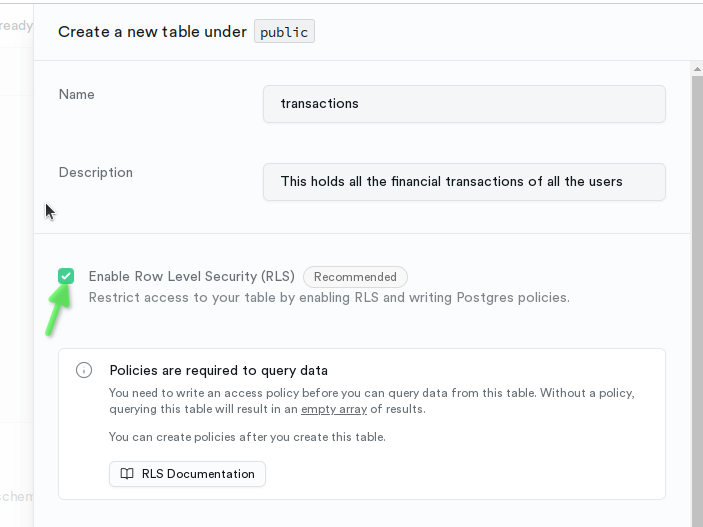 ready
Create a new table under public
Name
transactions
Description
This holds all the financial transactions of all the users
Enable Row Level Security (RLS) Recommended
Restrict access to your table by enabling RLS and writing Postgres policies.
Policies are required to query data
You need to write an access policy before you can query data from this table. Without a policy,
querying this table will result in an empty array of results.
You can create policies after you create this table.
RLS Documentation
schem